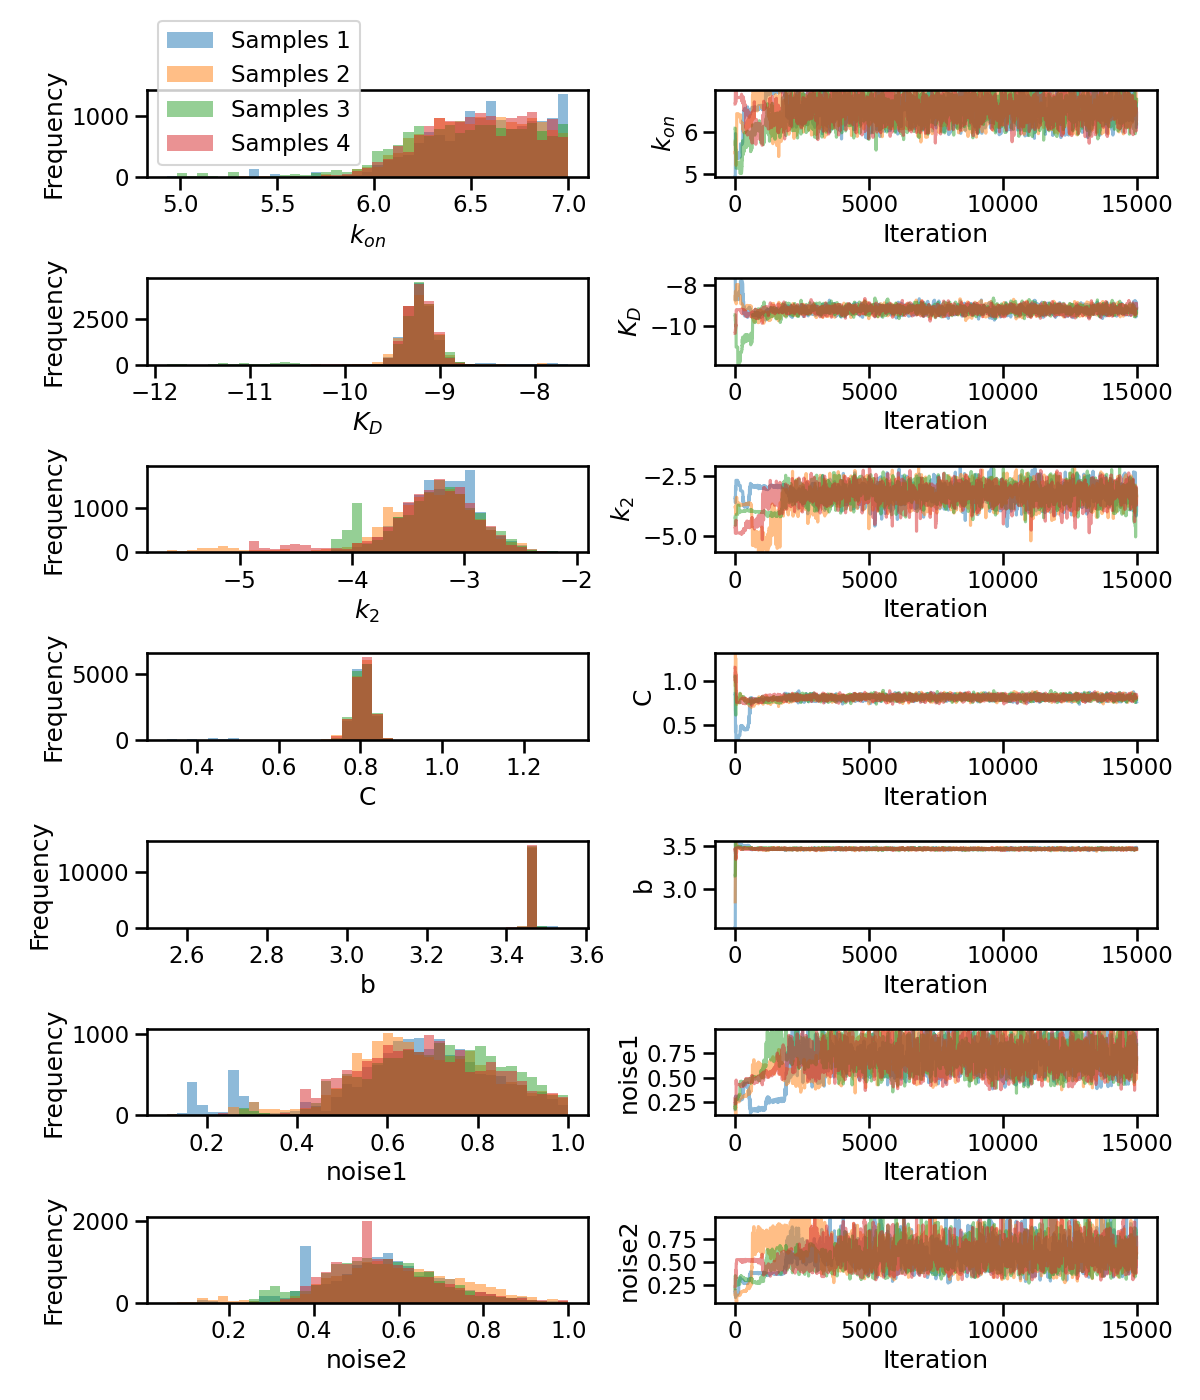 Samples 1
Samples 2
Samples 3
Samples 4
Frequency
1000
0
5.0 5.5 6.0 6.5 7.0
k_on
k_on
6
5
0 5000 10000 15000
Iteration
Frequency
2500
0
−12 −11 −10 −9 −8
K_D
K_D
−8
−10
0 5000 10000 15000
Iteration
Frequency
1000
0
−5 −4 −3 −2
k_2
k_2
−2.5
−5.0
0 5000 10000 15000
Iteration
Frequency
5000
0
0.4 0.6 0.8 1.0 1.2
C
C
1.0
0.5
0 5000 10000 15000
Iteration
Frequency
10000
0
2.6 2.8 3.0 3.2 3.4 3.6
b
b
3.5
3.0
0 5000 10000 15000
Iteration
Frequency
1000
0
0.2 0.4 0.6 0.8 1.0
noise1
noise1
0.75
0.50
0.25
0 5000 10000 15000
Iteration
Frequency
2000
0
0.2 0.4 0.6 0.8 1.0
noise2
noise2
0.75
0.50
0.25
0 5000 10000 15000
Iteration